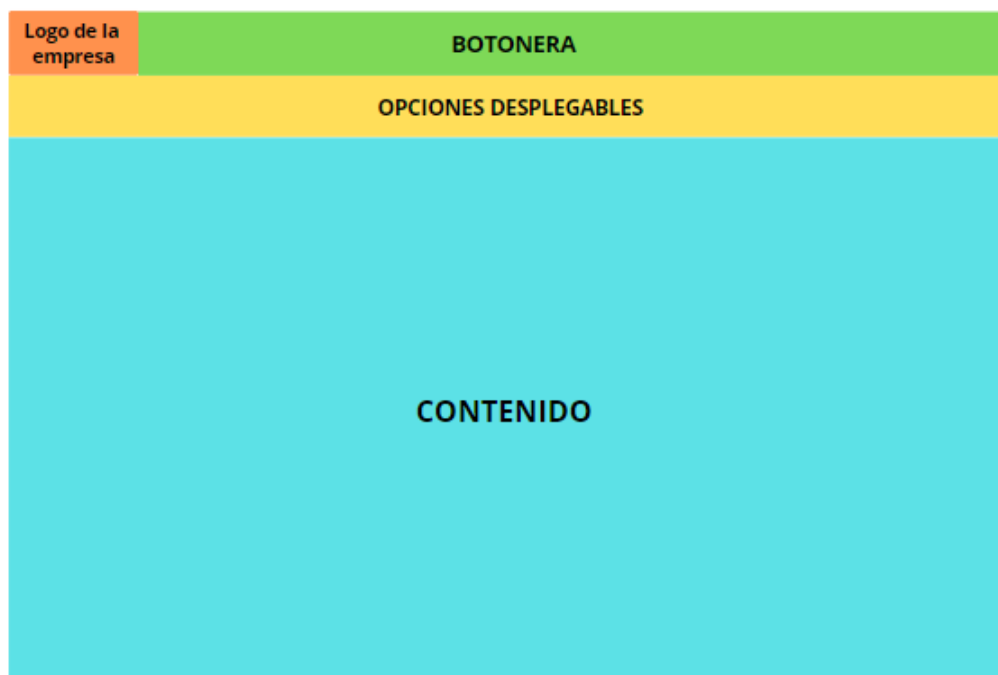 Logo de la
empresa
BOTONERA
OPCIONES DESPLEGABLES
CONTENIDO